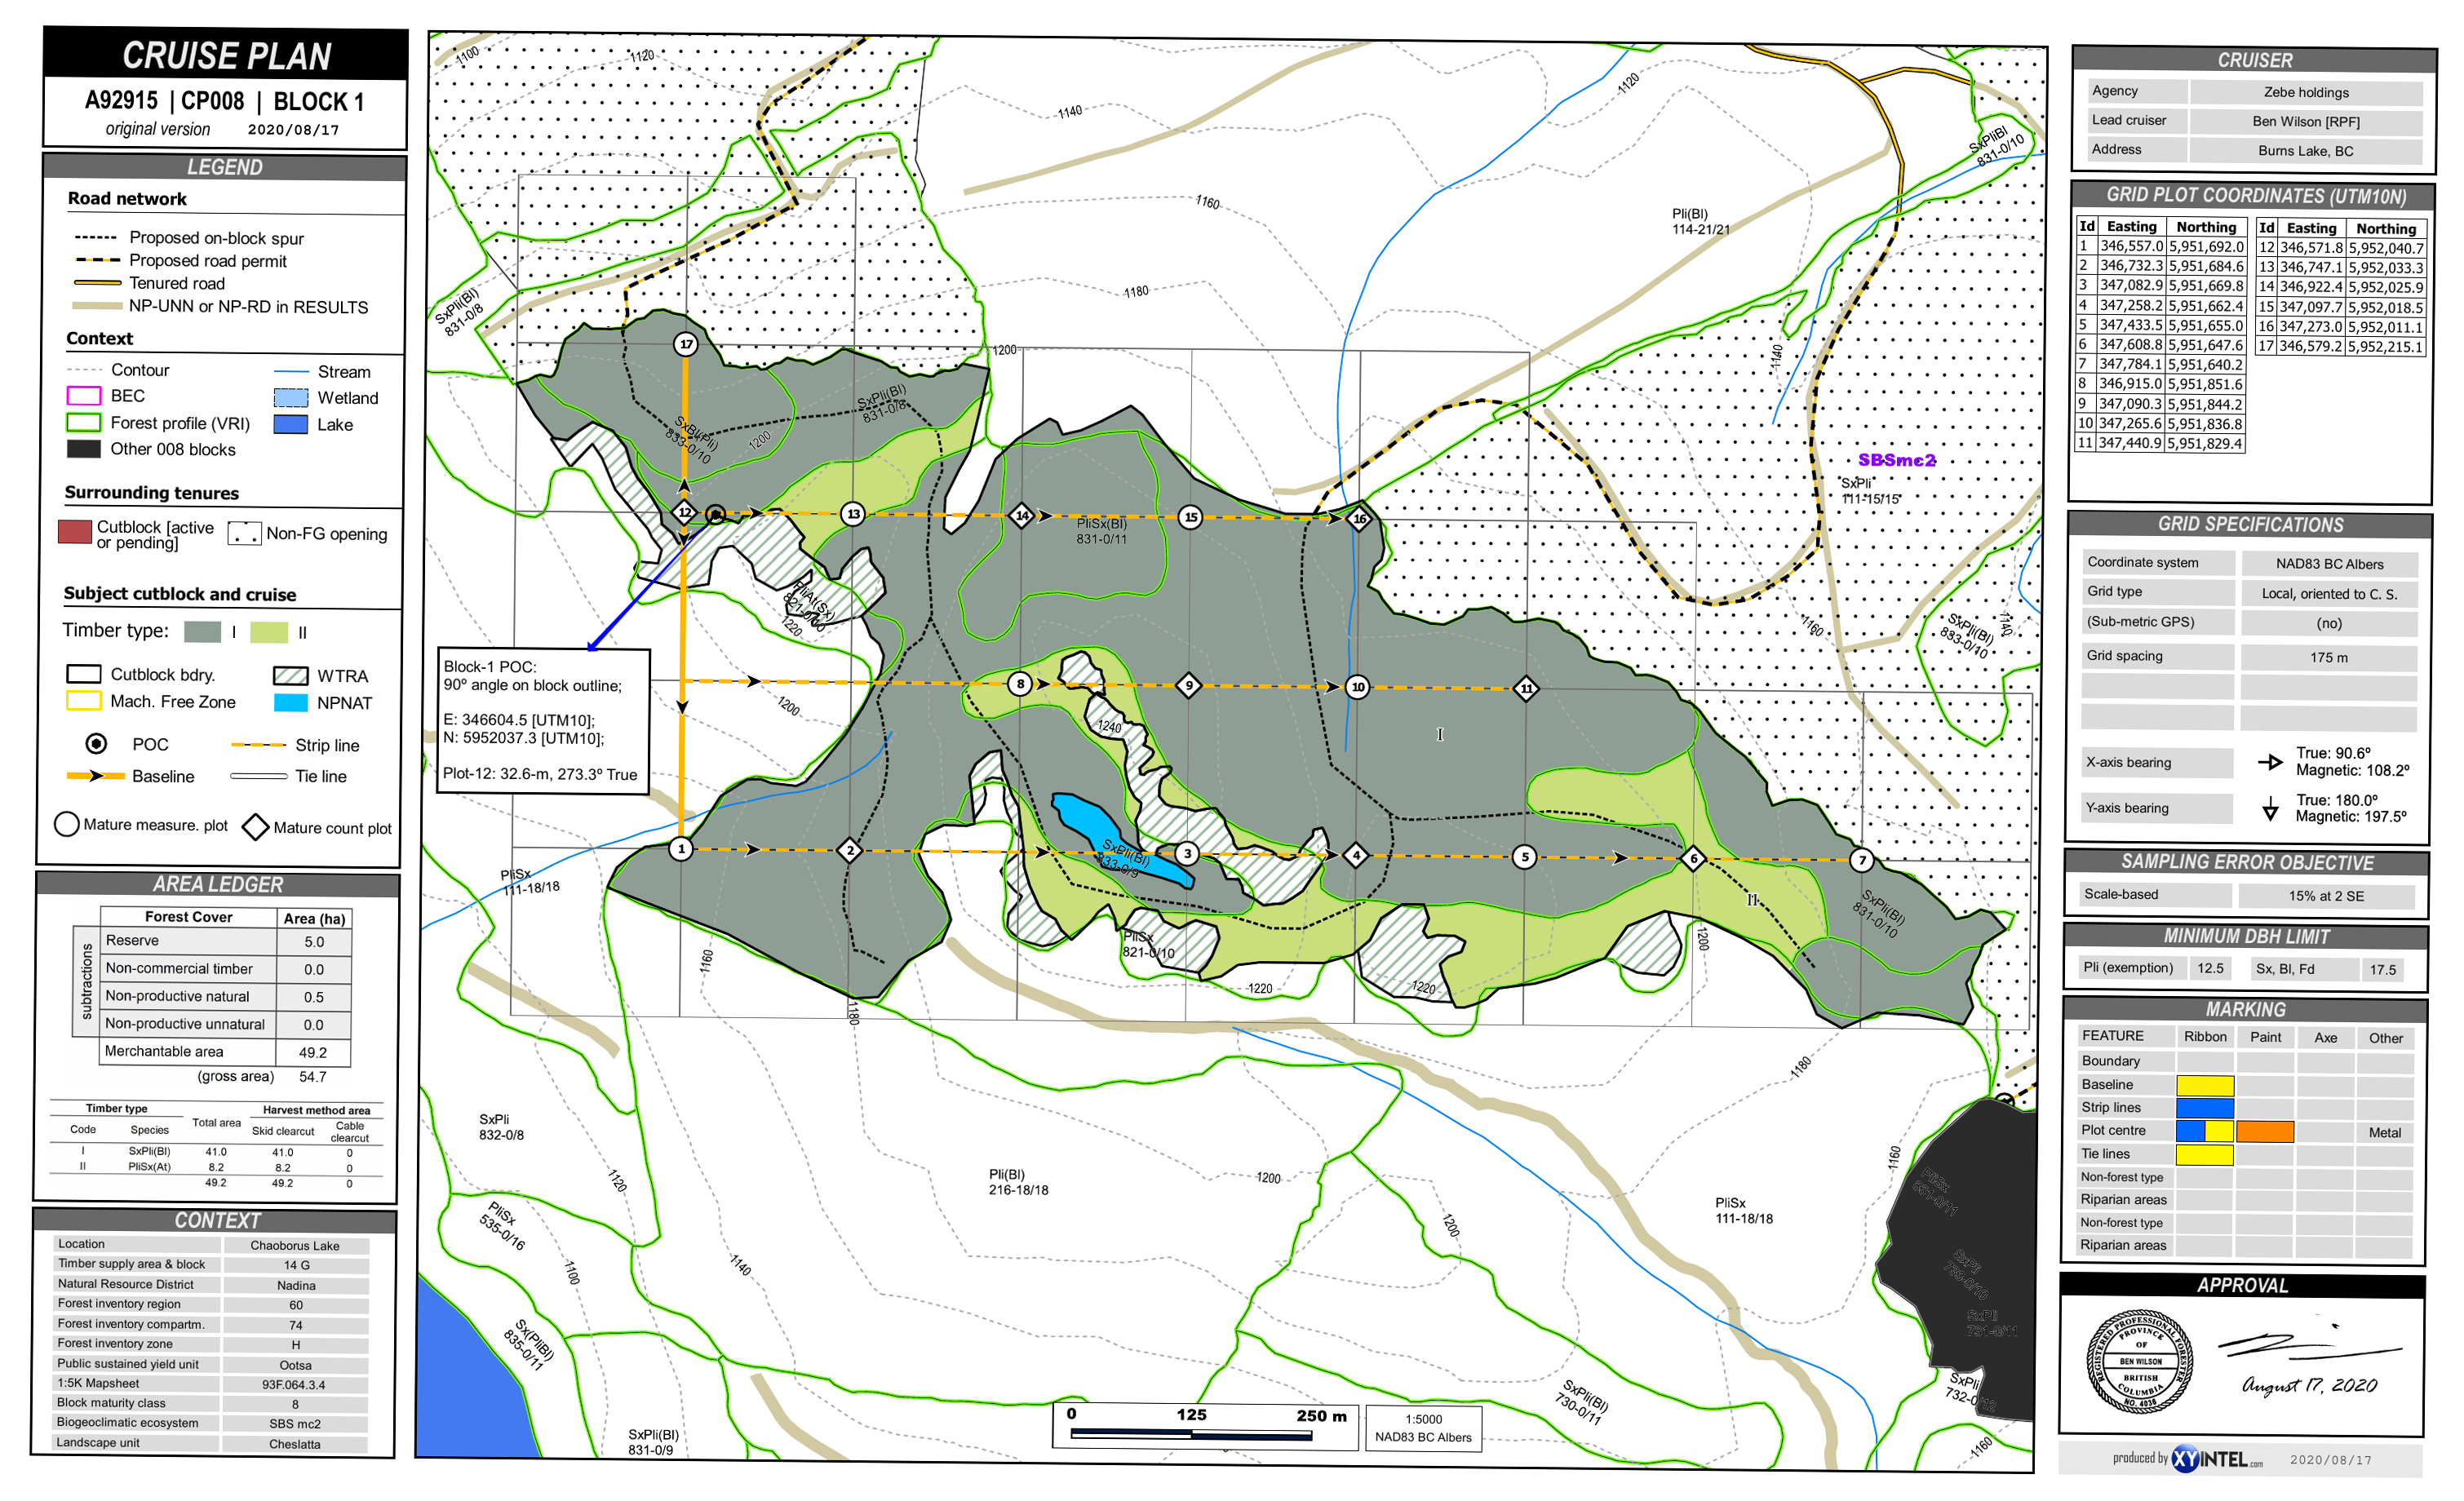 CRUISE PLAN
A92915 | CP008 | BLOCK 1
original version 2020/08/17
LEGEND
Road network
Proposed on-block spur
Proposed road permit
Tenured road
NP-UNN or NP-RD in RESULTS
Context
Contour
Stream
BEC
Wetland
Forest profile (VRI)
Lake
Other 008 blocks
Surrounding tenures
Cutblock [active
or pending]
Non-FG opening
Subject cutblock and cruise
Timber type: I II
Cutblock bdry.
WTRA
Mach. Free Zone
NPNAT
POC
Strip line
Baseline
Tie line
Mature measure. plot
Mature count plot
AREA LEDGER
Forest Cover Area (ha)
subtractions
Reserve 5.0
Non-commercial timber 0.0
Non-productive natural 0.5
Non-productive unnatural 0.0
Merchantable area 49.2
(gross area) 54.7
Timber type Harvest method area
Code Species Total area Skid clearcut Cable clearcut
I SxPli(Bl) 41.0 41.0 0
II PliSx(At) 8.2 8.2 0
49.2 49.2 0
CONTEXT
Location Chaoborus Lake
Timber supply area & block 14 G
Natural Resource District Nadina
Forest inventory region 60
Forest inventory compartm. 74
Forest inventory zone H
Public sustained yield unit Ootsa
1:5K Mapsheet 93F.064.3.4
Block maturity class 8
Biogeoclimatic ecosystem SBS mc2
Landscape unit Cheslatta
1100
1120
1140
1120
1160
1180
1200
SxPliBl
831-0/10
Pli(Bl)
114-21/21
SxPli(Bl)
831-0/8
17
SxPli(Bl)
831-0/8
SxBl(Pli)
833-0/10
1200
1140
SBSmc2
SxPli
111-15/15
12
13
14
15
16
PliSx(Bl)
831-0/11
PliAt(Sx)
1220
1160
SxPli(Bl)
833-0/10
1140
Block-1 POC:
90º angle on block outline;
E: 346604.5 [UTM10];
N: 5952037.3 [UTM10];
Plot-12: 32.6-m, 273.3º True
1200
8
9
10
11
1240
I
1
2
3
4
5
6
7
SxPli(Bl)
833-0/9
PliSx
111-18/18
II
SxPli(Bl)
831-0/10
PliSx
821-0/10
1160
1180
1220
1220
1200
1180
SxPli
832-0/8
1120
Pli(Bl)
216-18/18
1200
1200
PliSx
111-18/18
1160
PliSx
535-0/16
1100
1140
Sx(PliBl)
835-0/11
SxPli(Bl)
831-0/9
SxPli(Bl)
730-0/11
PliSx
SxPli
SxPli
731-0/11
SxPli
732-0/12
1160
0 125 250 m
1:5000
NAD83 BC Albers
CRUISER
Agency Zebe holdings
Lead cruiser Ben Wilson [RPF]
Address Burns Lake, BC
GRID PLOT COORDINATES (UTM10N)
Id Easting Northing Id Easting Northing
1 346,557.0 5,951,692.0 12 346,571.8 5,952,040.7
2 346,732.3 5,951,684.6 13 346,747.1 5,952,033.3
3 347,082.9 5,951,669.8 14 346,922.4 5,952,025.9
4 347,258.2 5,951,662.4 15 347,097.7 5,952,018.5
5 347,433.5 5,951,655.0 16 347,273.0 5,952,011.1
6 347,608.8 5,951,647.6 17 346,579.2 5,952,215.1
7 347,784.1 5,951,640.2
8 346,915.0 5,951,851.6
9 347,090.3 5,951,844.2
10 347,265.6 5,951,836.8
11 347,440.9 5,951,829.4
GRID SPECIFICATIONS
Coordinate system NAD83 BC Albers
Grid type Local, oriented to C. S.
(Sub-metric GPS) (no)
Grid spacing 175 m
X-axis bearing True: 90.6º
Magnetic: 108.2º
Y-axis bearing True: 180.0º
Magnetic: 197.5º
SAMPLING ERROR OBJECTIVE
Scale-based 15% at 2 SE
MINIMUM DBH LIMIT
Pli (exemption) 12.5 Sx, Bl, Fd 17.5
MARKING
FEATURE Ribbon Paint Axe Other
Boundary
Baseline
Strip lines
Plot centre Metal
Tie lines
Non-forest type
Riparian areas
Non-forest type
Riparian areas
APPROVAL
REGISTERED PROFESSIONAL FORESTER
PROVINCE
OF
BEN WILSON
BRITISH
COLUMBIA
NO. 4036
August 17, 2020
produced by XYINTEL.com 2020/08/17